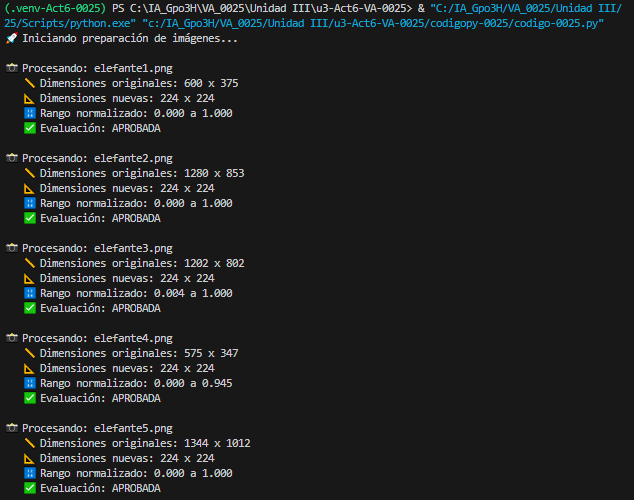 (.venv-Act6-0025) PS C:\IA_Gpo3H\VA_0025\Unidad III\u3-Act6-VA-0025> & "C:/IA_Gpo3H/VA_0025/Unidad III/
25/Scripts/python.exe" "c:/IA_Gpo3H/VA_0025/Unidad III/u3-Act6-VA-0025/codigopy-0025/codigo-0025.py"
🚀 Iniciando preparación de imágenes...
📷 Procesando: elefante1.png
📏 Dimensiones originales: 600 x 375
📐 Dimensiones nuevas: 224 x 224
🔢 Rango normalizado: 0.000 a 1.000
✅ Evaluación: APROBADA
📷 Procesando: elefante2.png
📏 Dimensiones originales: 1280 x 853
📐 Dimensiones nuevas: 224 x 224
🔢 Rango normalizado: 0.000 a 1.000
✅ Evaluación: APROBADA
📷 Procesando: elefante3.png
📏 Dimensiones originales: 1202 x 802
📐 Dimensiones nuevas: 224 x 224
🔢 Rango normalizado: 0.004 a 1.000
✅ Evaluación: APROBADA
📷 Procesando: elefante4.png
📏 Dimensiones originales: 575 x 347
📐 Dimensiones nuevas: 224 x 224
🔢 Rango normalizado: 0.000 a 0.945
✅ Evaluación: APROBADA
📷 Procesando: elefante5.png
📏 Dimensiones originales: 1344 x 1012
📐 Dimensiones nuevas: 224 x 224
🔢 Rango normalizado: 0.000 a 1.000
✅ Evaluación: APROBADA